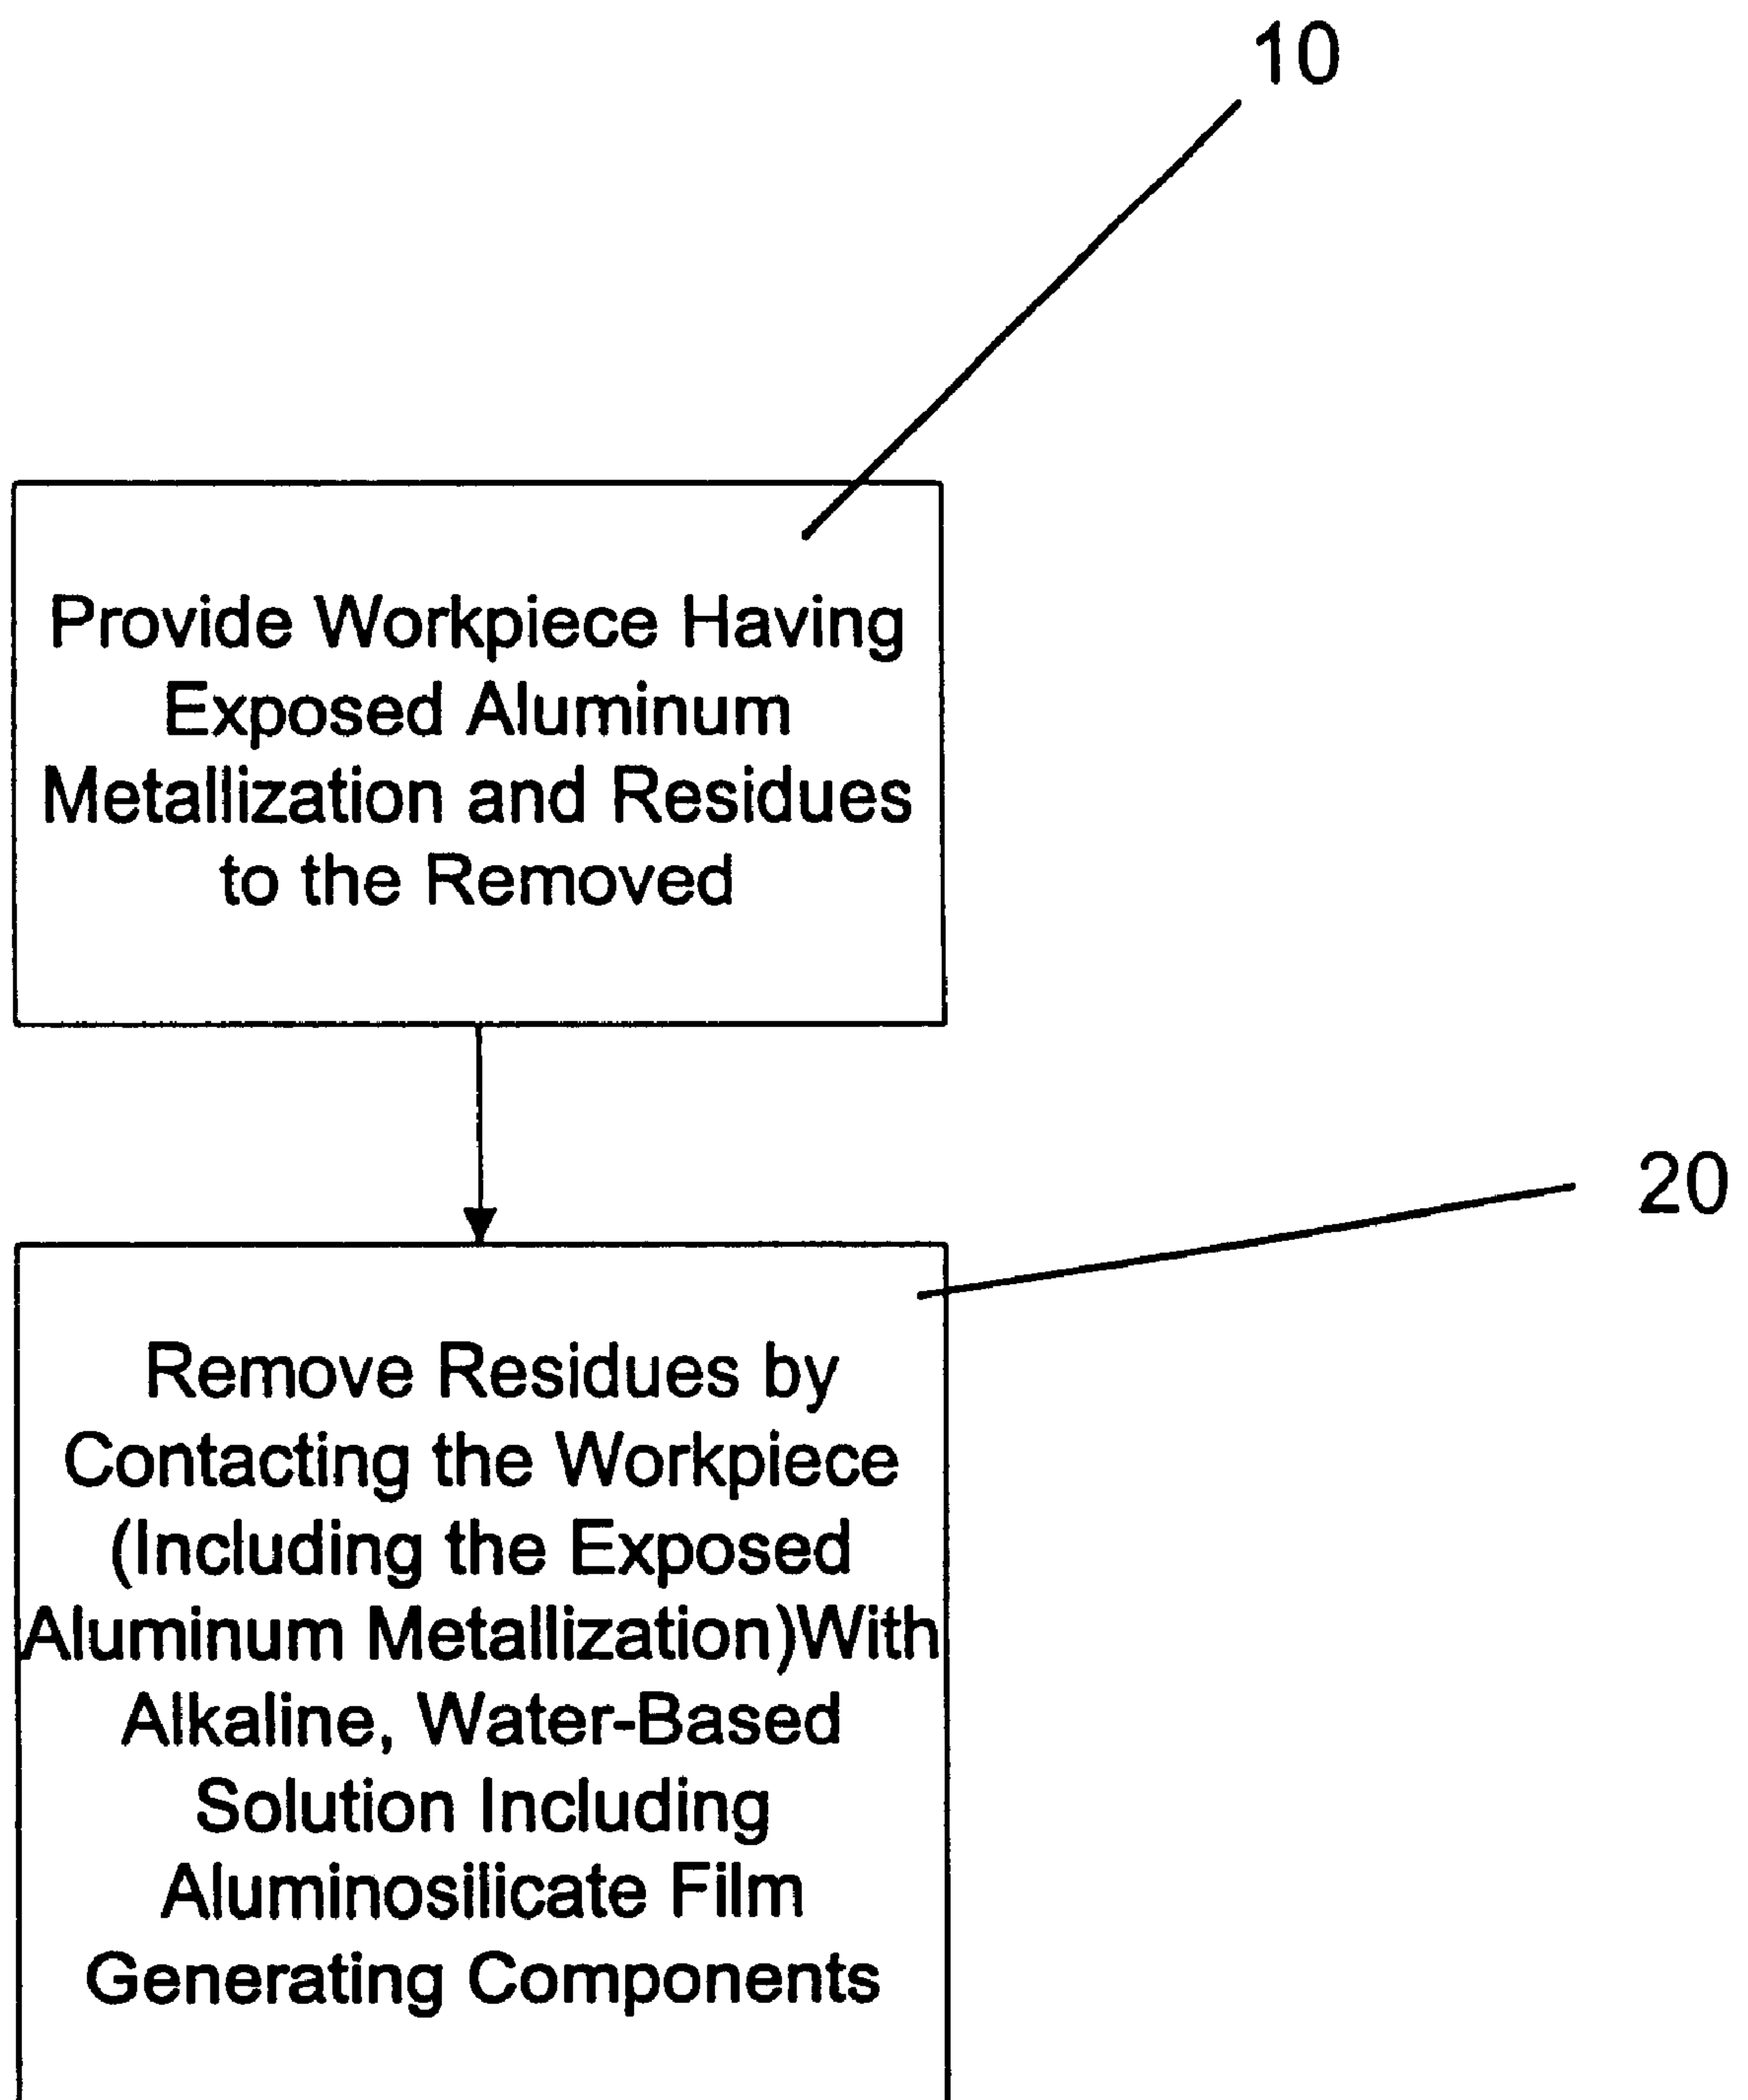 10
Provide Workpiece Having
Exposed Aluminum
Metallization and Residues
to the Removed
20
Remove Residues by
Contacting the Workpiece
(Including the Exposed
Aluminum Metallization)With
Alkaline, Water-Based
Solution Including
Aluminosilicate Film
Generating Components